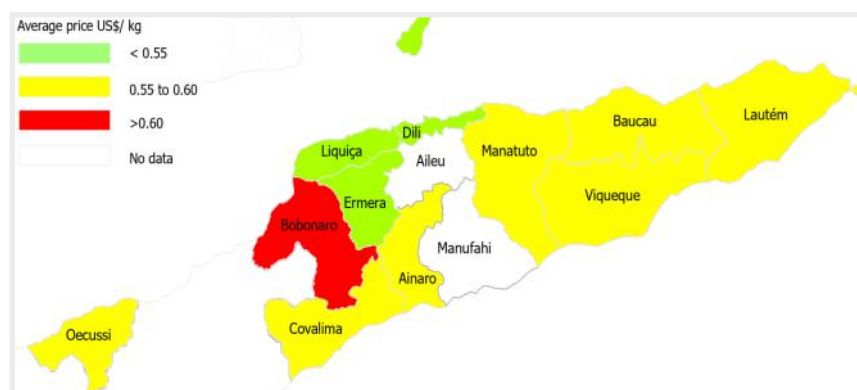 Average price US$/ kg
< 0.55
0.55 to 0.60
>0.60
No data
Lautém
Baucau
Dili
Liquiça
Manatuto
Aileu
Viqueque
Ermera
Bobonaro
Manufahi
Ainaro
Covalima
Oecussi